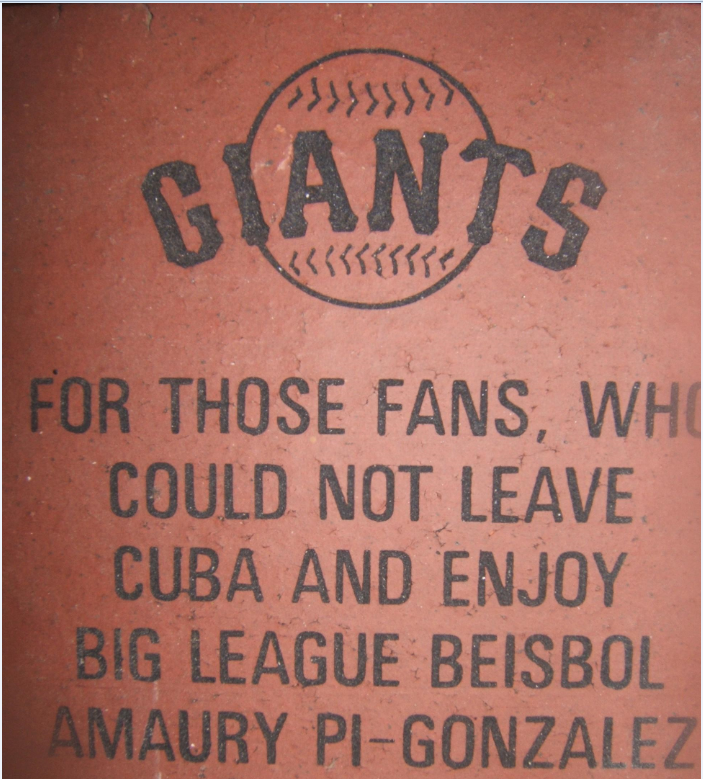 GIANTS
FOR THOSE FANS, WHO
COULD NOT LEAVE
CUBA AND ENJOY
BIG LEAGUE BEISBOL
AMAURY PI-GONZALEZ